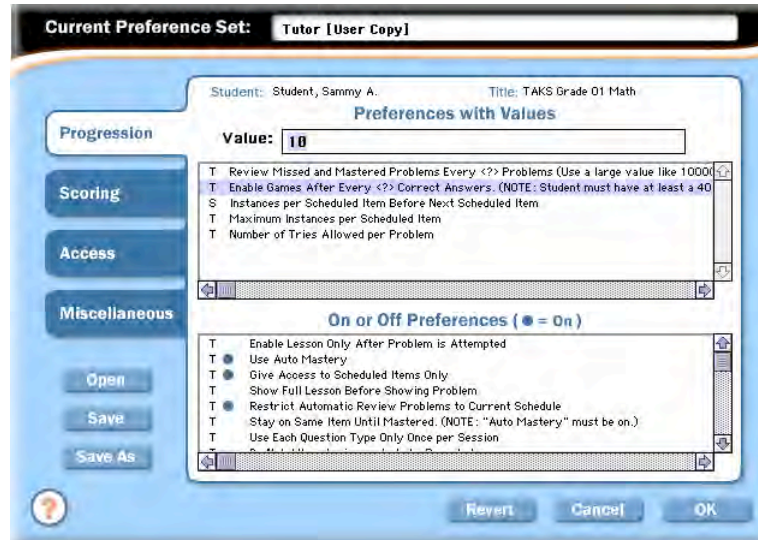 Current Preference Set: Tutor [User Copy]
Student: Student, Sammy A. Title: TAKS Grade 01 Math
Preferences with Values
Value: 10
T Review Missed and Mastered Problems Every <?> Problems (Use a large value like 10000
T Enable Games After Every <?> Correct Answers. (NOTE: Student must have at least a 40
S Instances per Scheduled Item Before Next Scheduled Item
T Maximum Instances per Scheduled Item
T Number of Tries Allowed per Problem
Progression
Scoring
Access
Miscellaneous
On or Off Preferences ( ● = On )
T Enable Lesson Only After Problem is Attempted
T ● Use Auto Mastery
T ● Give Access to Scheduled Items Only
T Show Full Lesson Before Showing Problem
T ● Restrict Automatic Review Problems to Current Schedule
T Stay on Same Item Until Mastered. (NOTE: "Auto Mastery" must be on.)
T Use Each Question Type Only Once per Session
Open
Save
Save As
?
Revert Cancel OK